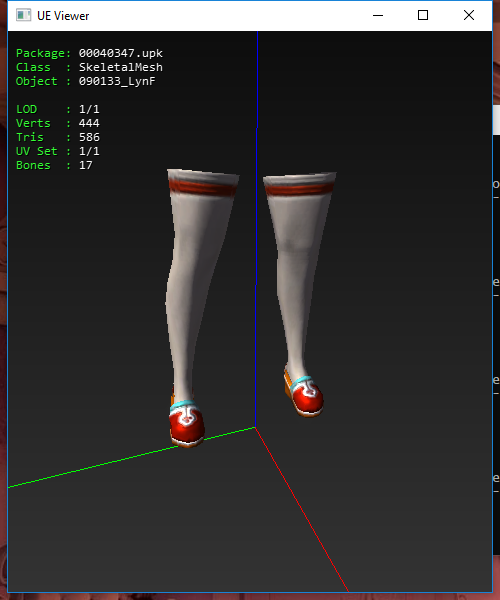 UE Viewer
Package: 00040347.upk
Class : SkeletalMesh
Object : 090133_LynF
LOD : 1/1
Verts : 444
Tris : 586
UV Set : 1/1
Bones : 17